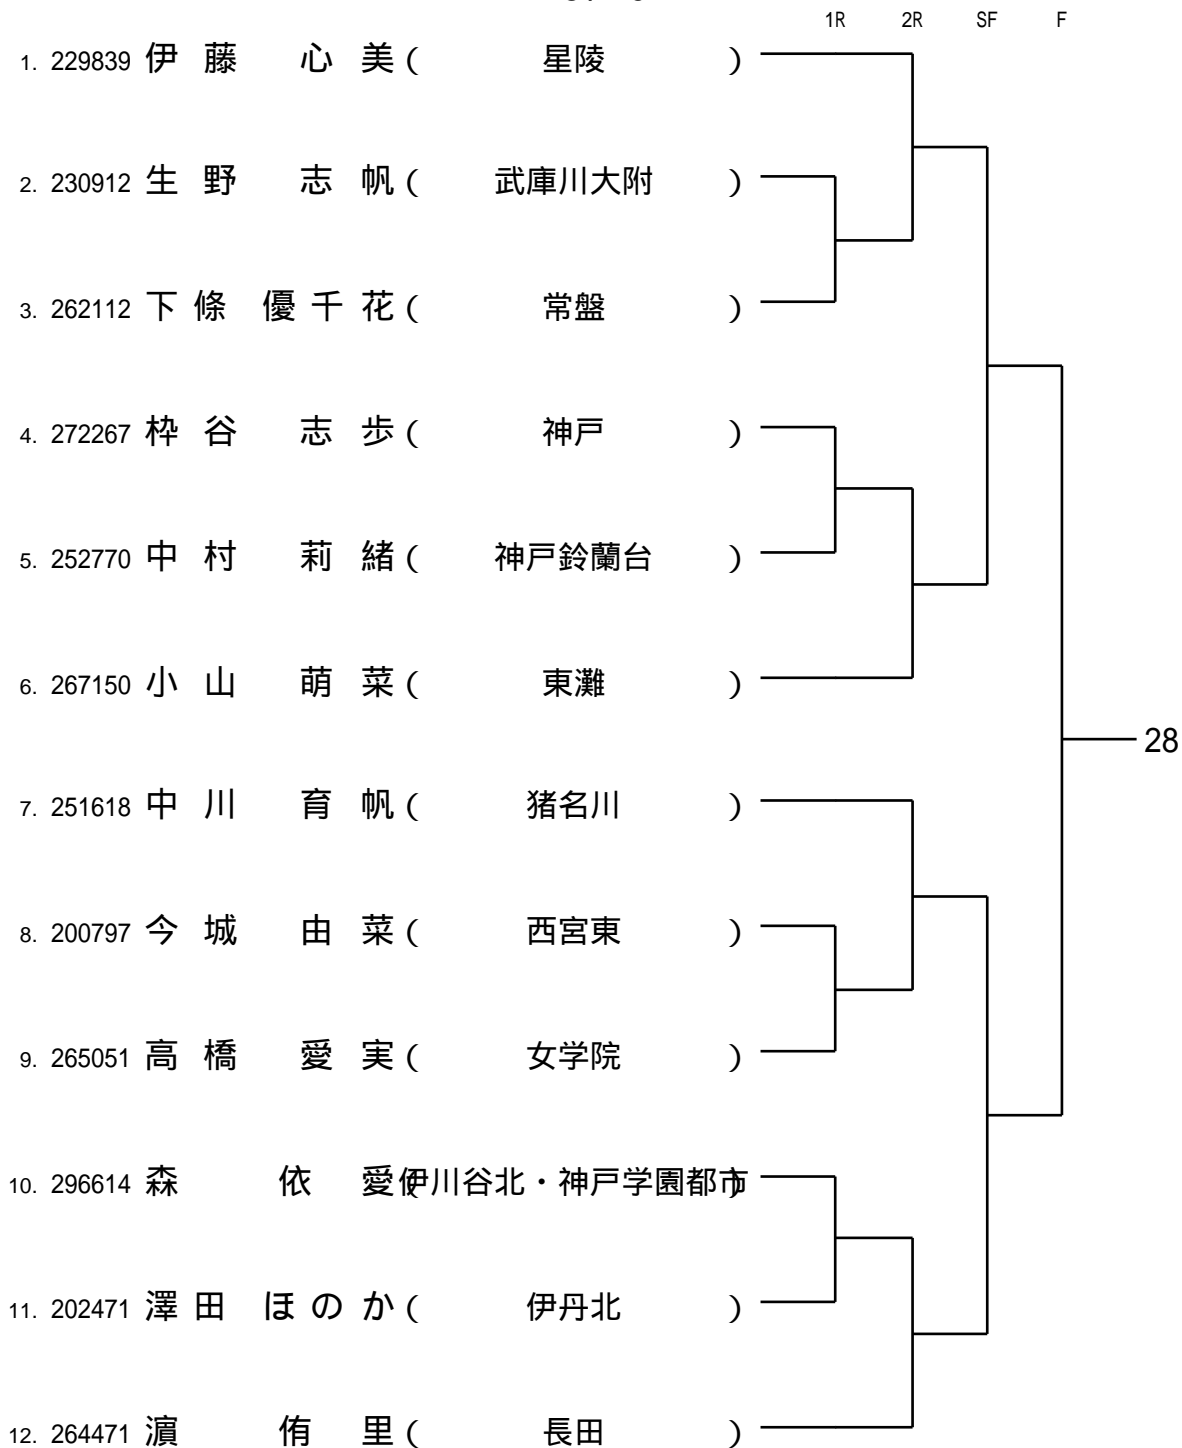 1R 2R SF F
1. 229839 伊藤 心美 ( 星陵 )
2. 230912 生野 志帆 ( 武庫川大附 )
3. 262112 下條 優千花 ( 常盤 )
4. 272267 枠谷 志歩 ( 神戸 )
5. 252770 中村 莉緒 ( 神戸鈴蘭台 )
6. 267150 小山 萌菜 ( 東灘 )
28
7. 251618 中川 育帆 ( 猪名川 )
8. 200797 今城 由菜 ( 西宮東 )
9. 265051 高橋 愛実 ( 女学院 )
10. 296614 森 依愛 ( 伊川谷北・神戸学園都市 )
11. 202471 澤田 ほのか ( 伊丹北 )
12. 264471 濵 侑里 ( 長田 )